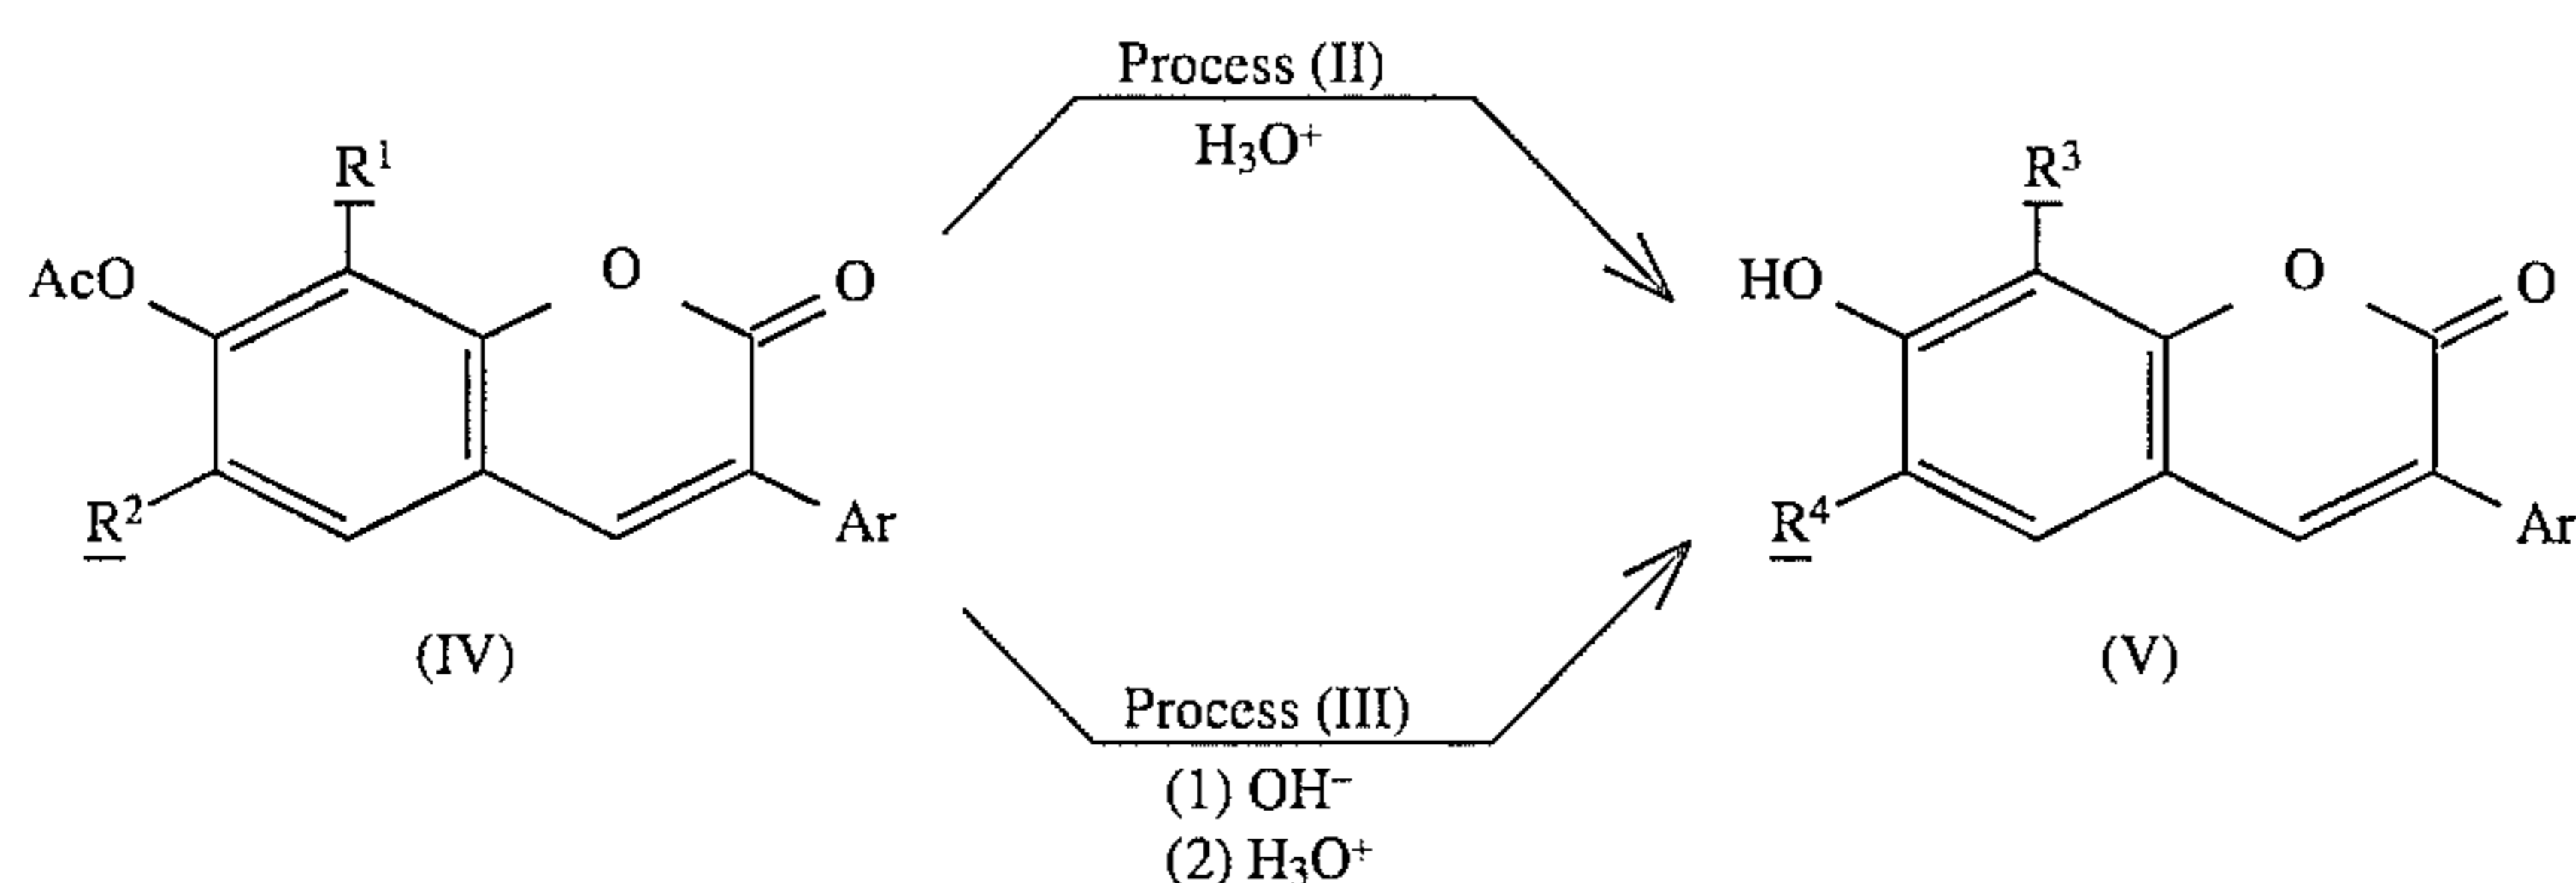 Process (II)
H₃O⁺
R¹
AcO
O
O
R²
Ar
(IV)
R³
HO
O
O
R⁴
Ar
(V)
Process (III)
(1) OH⁻
(2) H₃O⁺